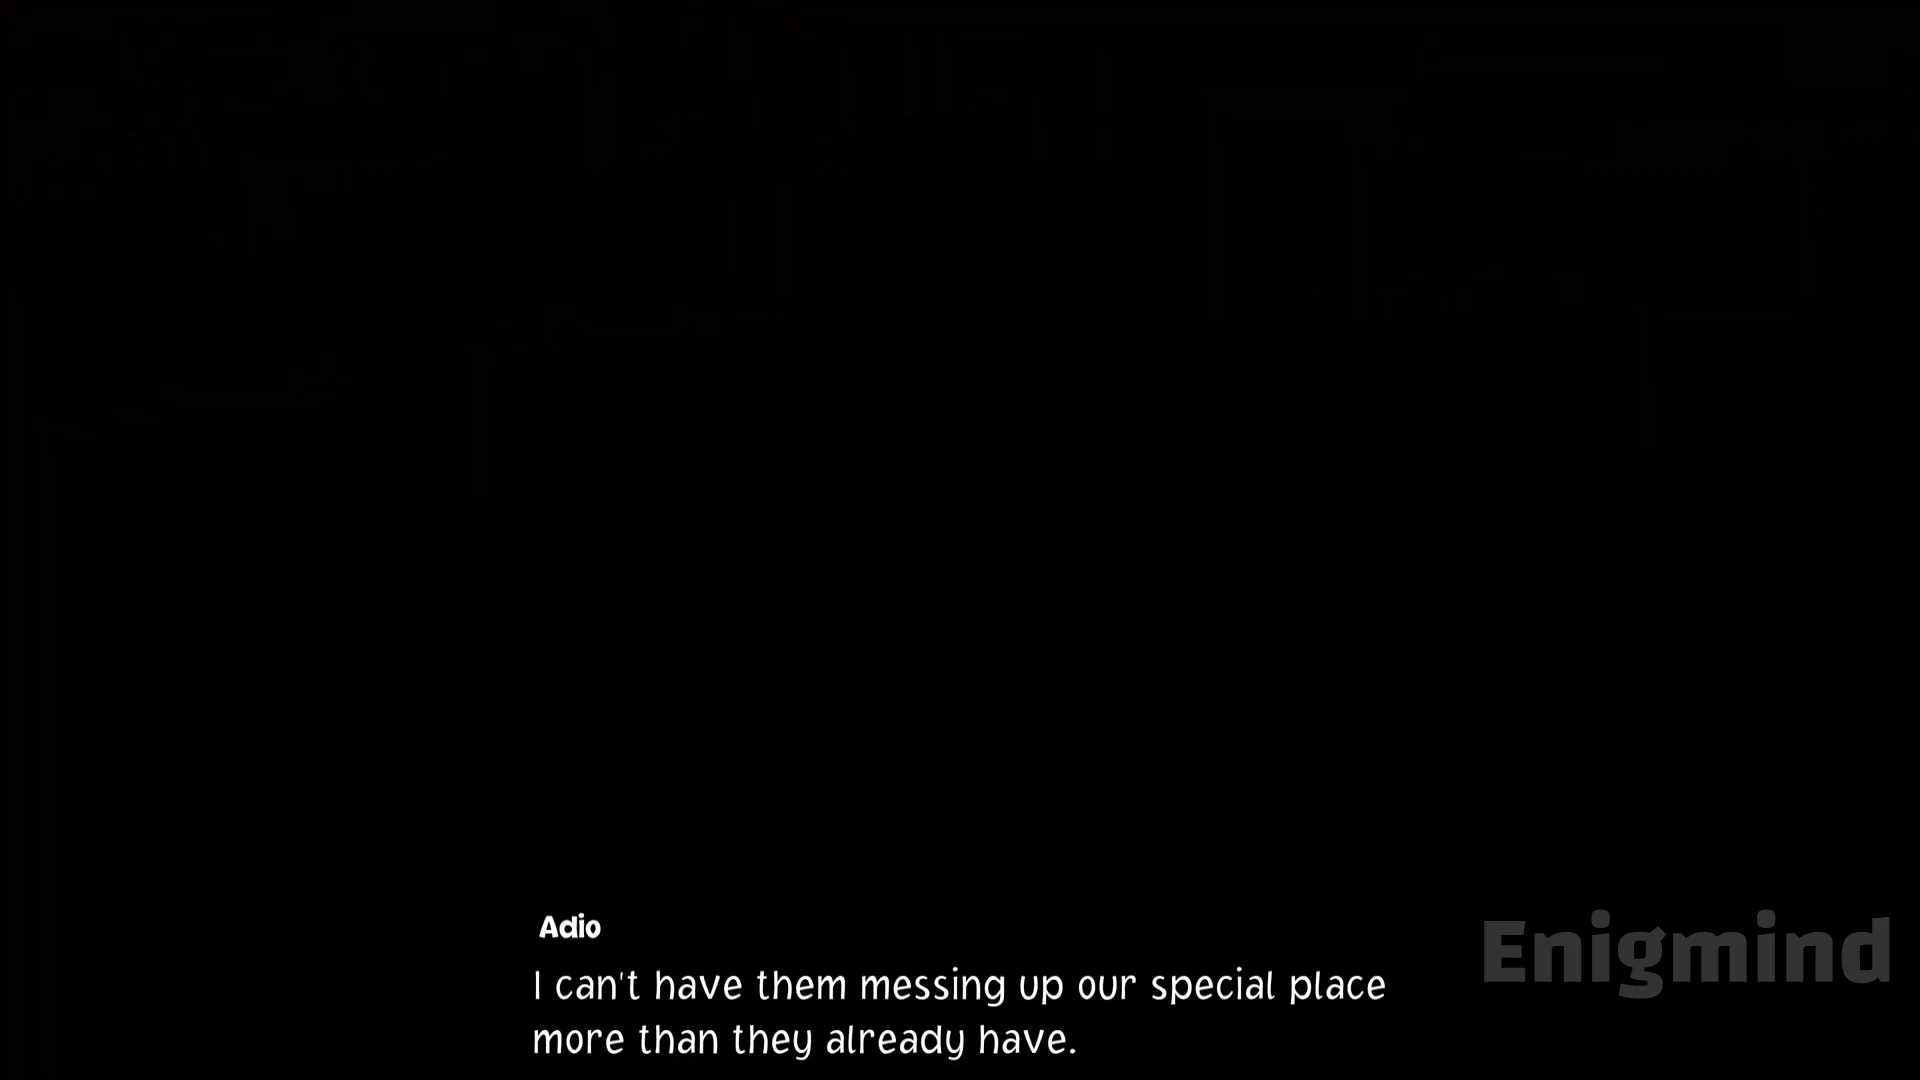 Adio
I can't have them messing up our special place
more than they already have.
Enigmind